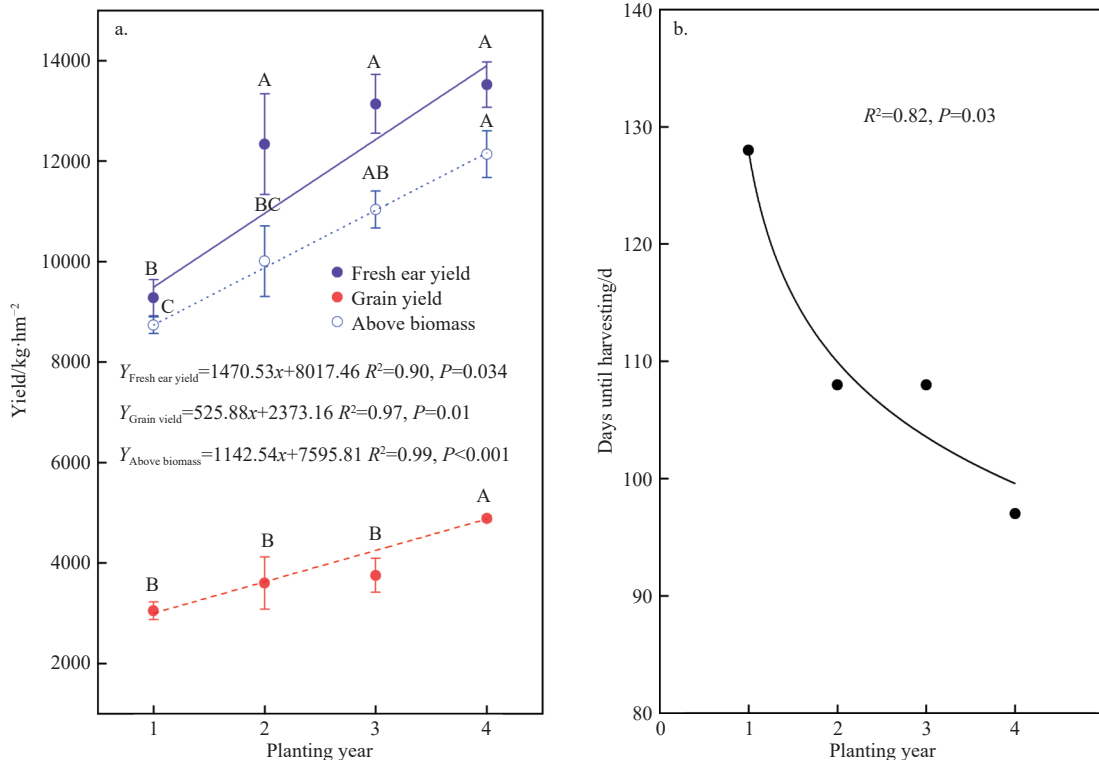 a.
14000
12000
10000
8000
6000
4000
2000
Yield/kg·hm⁻²
A
A
A
A
AB
BC
B
C
Fresh ear yield
Grain yield
Above biomass
Y Fresh ear yield=1470.53x+8017.46 R²=0.90, P=0.034
Y Grain yield=525.88x+2373.16 R²=0.97, P=0.01
Y Above biomass=1142.54x+7595.81 R²=0.99, P<0.001
A
B
B
B
1 2 3 4
Planting year
b.
140
130
120
110
100
90
80
Days until harvesting/d
R²=0.82, P=0.03
0 1 2 3 4
Planting year